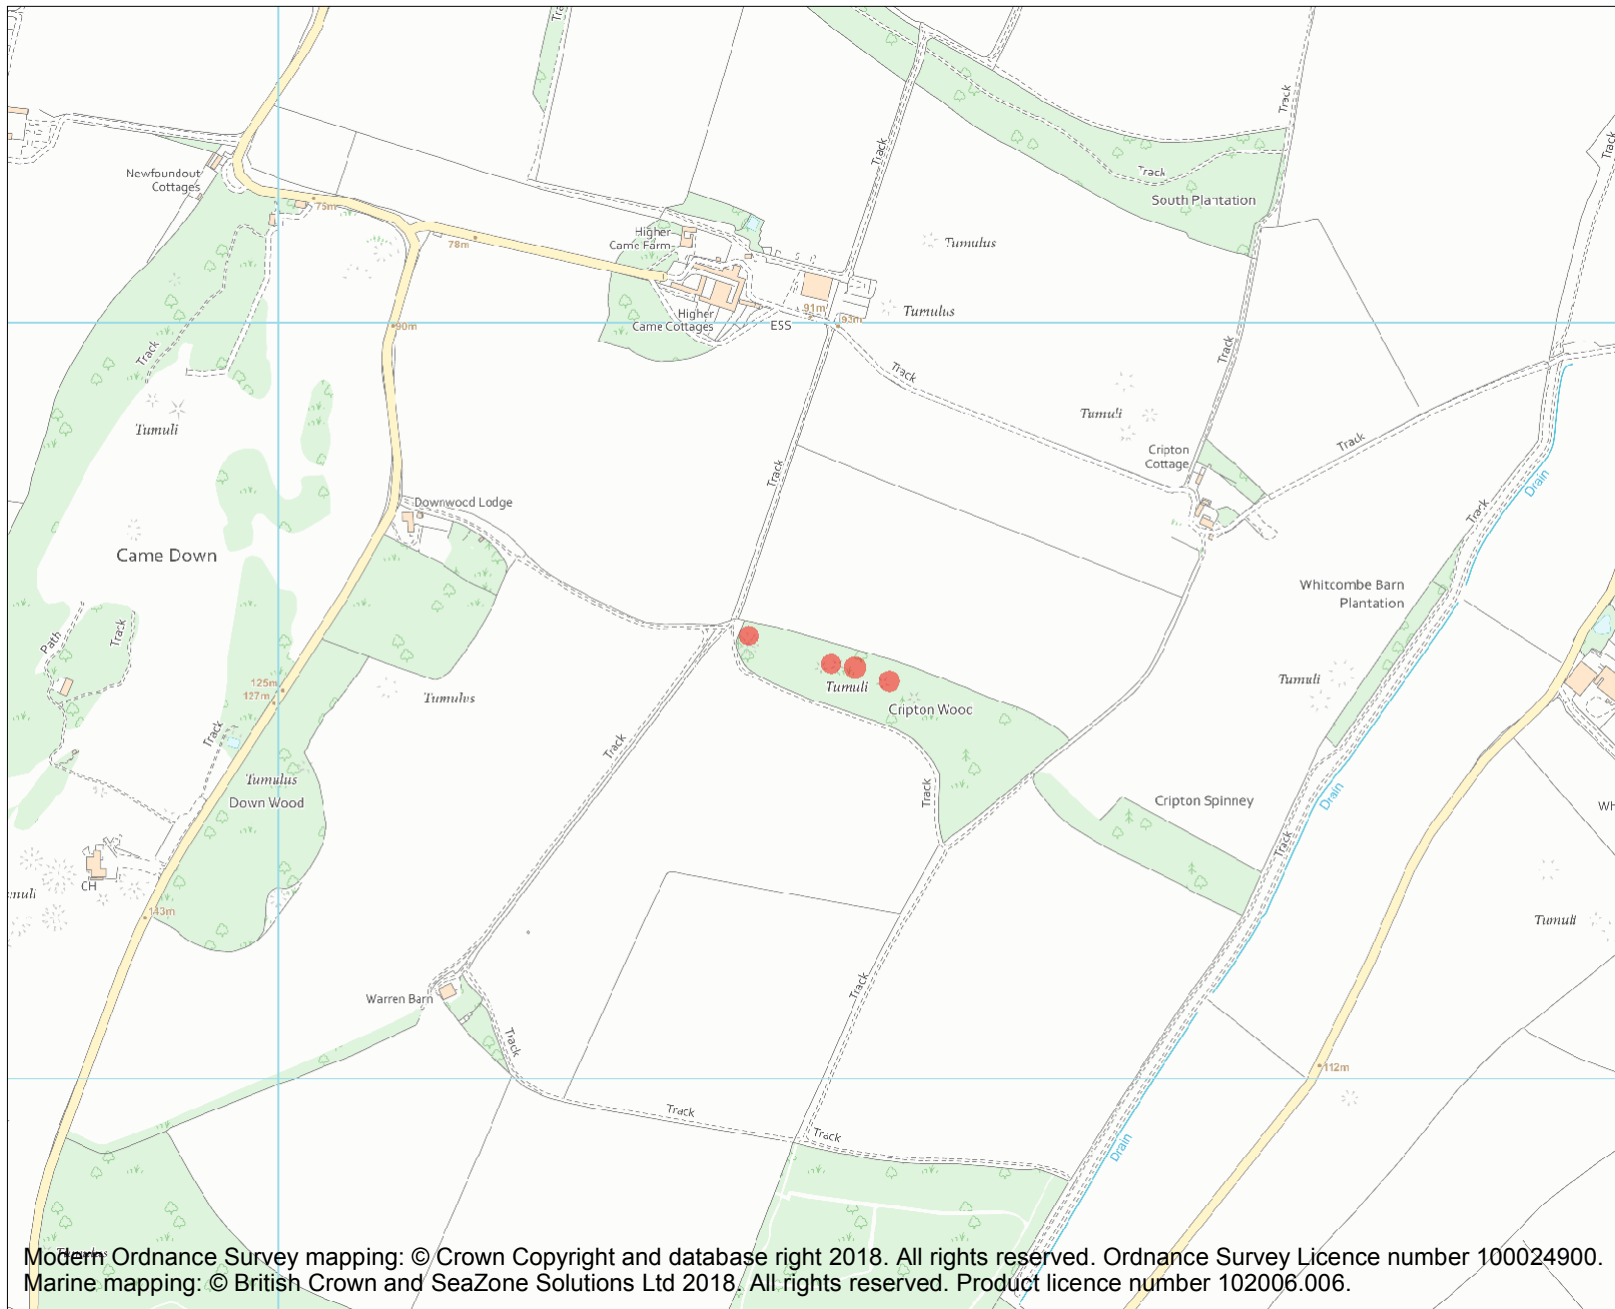 Track
Track
Track
Newfoundout
Cottages
Track
South Plantation
75m
78m
Higher
Came Farm
Tumulus
Tumulus
91m
93m
Higher
Came Cottages
ESS
90m
Track
Track
Track
Tumuli
Tumuli
Cripton
Cottage
Track
Track
Drain
Track
Downwood Lodge
Came Down
Whitcombe Barn
Plantation
Path
Track
125m
127m
Tumulus
Tumuli
Cripton Wood
Tumuli
Track
Track
Tumulus
Down Wood
Track
Cripton Spinney
Drain
Track
CH
143m
Tumuli
Warren Barn
Track
Track
112m
Track
Track
Drain
Modern Ordnance Survey mapping: © Crown Copyright and database right 2018. All rights reserved. Ordnance Survey Licence number 100024900.
Marine mapping: © British Crown and SeaZone Solutions Ltd 2018. All rights reserved. Product licence number 102006.006.